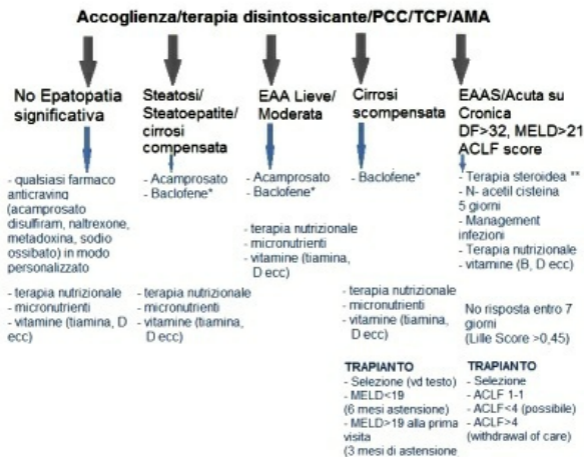 Accoglienza/terapia disintossicante/PCC/TCP/AMA
No Epatopatia
significativa
- qualsiasi farmaco
anticraving
(acamprosato
disulfiram, naltrexone,
metadoxina, sodio
ossibato) in modo
personalizzato
- terapia nutrizionale
- micronutrienti
- vitamine (tiamina, D
ecc)
Steatosi/
Steatoepatite/
cirrosi
compensata
- Acamprosato
- Baclofene*
- terapia nutrizionale
- micronutrienti
- vitamine (tiamina,
D ecc)
EAA Lieve/
Moderata
- Acamprosato
- Baclofene*
- terapia nutrizionale
- micronutrienti
- vitamine (tiamina,
D ecc)
Cirrosi
scompensata
- Baclofene*
- terapia nutrizionale
- micronutrienti
- vitamine (tiamina,
D ecc)
TRAPIANTO
- Selezione (vd testo)
- MELD<19
(6 mesi astensione)
- MELD>19 alla prima
visita
(3 mesi di astensione
EAAS/Acuta su
Cronica
DF>32, MELD>21
ACLF score
- Terapia steroidea **
- N- acetil cisteina
5 giorni
- Management
infezioni
- Terapia nutrizionale
- vitamine (B, D ecc)
No risposta entro 7
giorni
(Lille Score >0,45)
TRAPIANTO
- Selezione
- ACLF 1-1
- ACLF<4 (possibile)
- ACLF>4
(withdrawal of care)